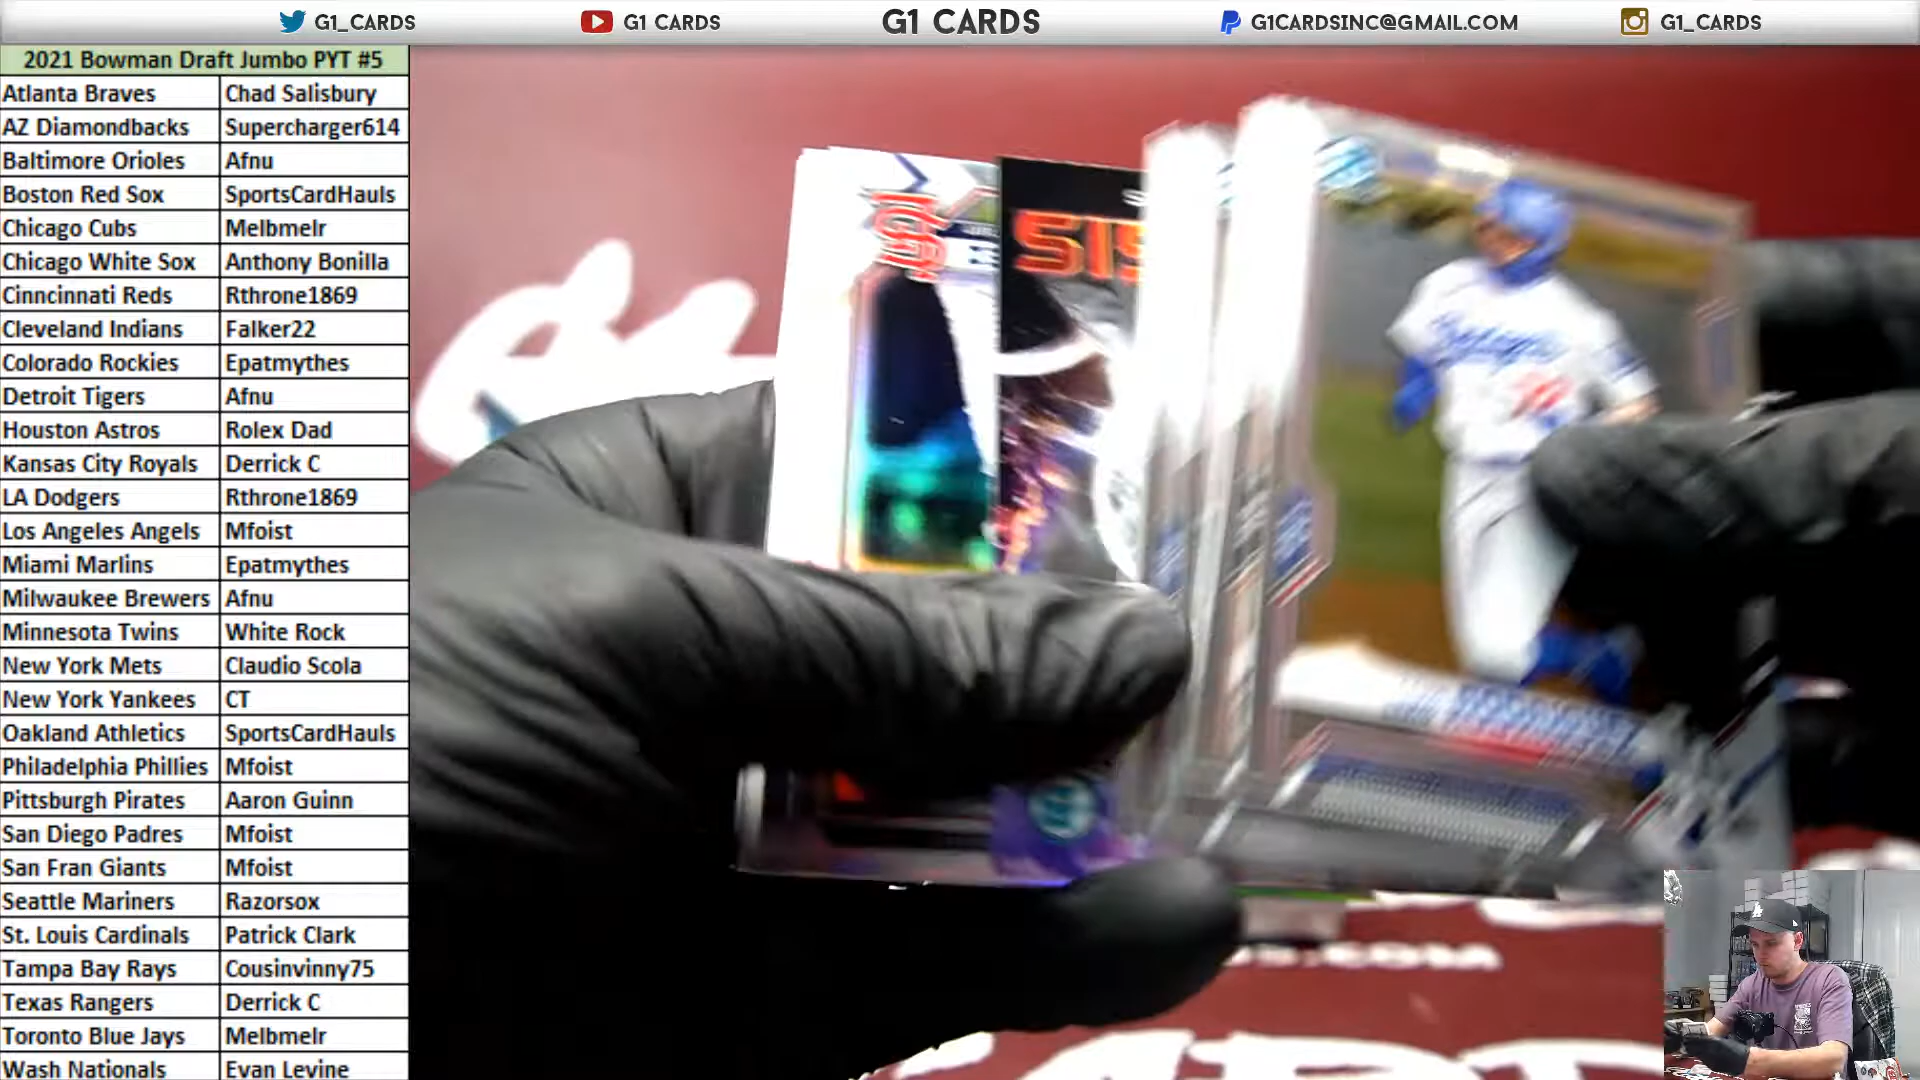 G1_CARDS G1 CARDS G1 CARDS G1CARDSINC@GMAIL.COM G1_CARDS
2021 Bowman Draft Jumbo PYT #5
Atlanta Braves Chad Salisbury
AZ Diamondbacks Supercharger614
Baltimore Orioles Afnu
Boston Red Sox SportsCardHauls
Chicago Cubs Melbmelr
Chicago White Sox Anthony Bonilla
Cinncinnati Reds Rthrone1869
Cleveland Indians Falker22
Colorado Rockies Epatmythes
Detroit Tigers Afnu
Houston Astros Rolex Dad
Kansas City Royals Derrick C
LA Dodgers Rthrone1869
Los Angeles Angels Mfoist
Miami Marlins Epatmythes
Milwaukee Brewers Afnu
Minnesota Twins White Rock
New York Mets Claudio Scola
New York Yankees CT
Oakland Athletics SportsCardHauls
Philadelphia Phillies Mfoist
Pittsburgh Pirates Aaron Guinn
San Diego Padres Mfoist
San Fran Giants Mfoist
Seattle Mariners Razorsox
St. Louis Cardinals Patrick Clark
Tampa Bay Rays Cousinvinny75
Texas Rangers Derrick C
Toronto Blue Jays Melbmelr
Wash Nationals Evan Levine